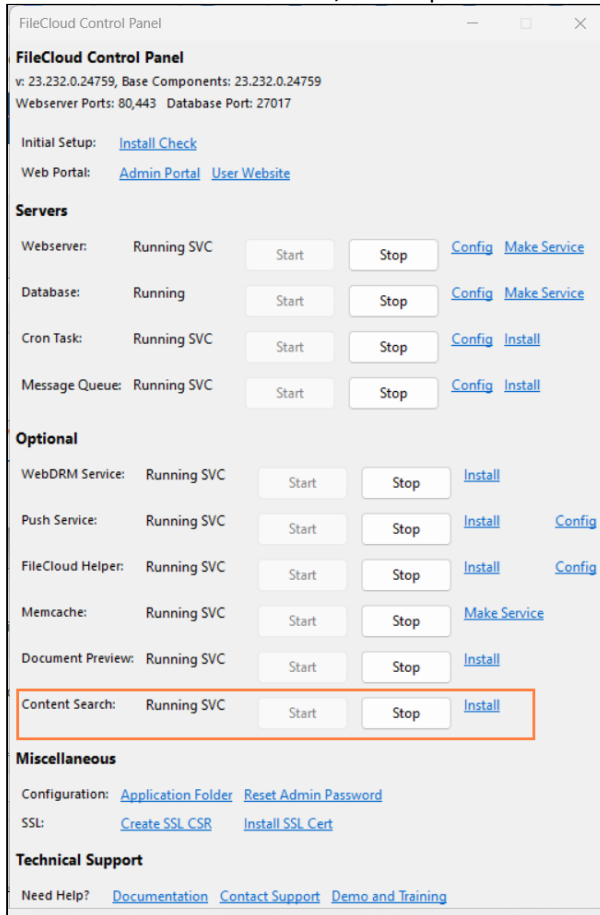 FileCloud Control Panel
FileCloud Control Panel
v: 23.232.0.24759, Base Components: 23.232.0.24759
Webserver Ports: 80,443 Database Port: 27017
Initial Setup: Install Check
Web Portal: Admin Portal User Website
Servers
Webserver: Running SVC Start Stop Config Make Service
Database: Running Start Stop Config Make Service
Cron Task: Running SVC Start Stop Config Install
Message Queue: Running SVC Start Stop Config Install
Optional
WebDRM Service: Running SVC Start Stop Install
Push Service: Running SVC Start Stop Install Config
FileCloud Helper: Running SVC Start Stop Install Config
Memcache: Running SVC Start Stop Make Service
Document Preview: Running SVC Start Stop Install
Content Search: Running SVC Start Stop Install
Miscellaneous
Configuration: Application Folder Reset Admin Password
SSL: Create SSL CSR Install SSL Cert
Technical Support
Need Help? Documentation Contact Support Demo and Training